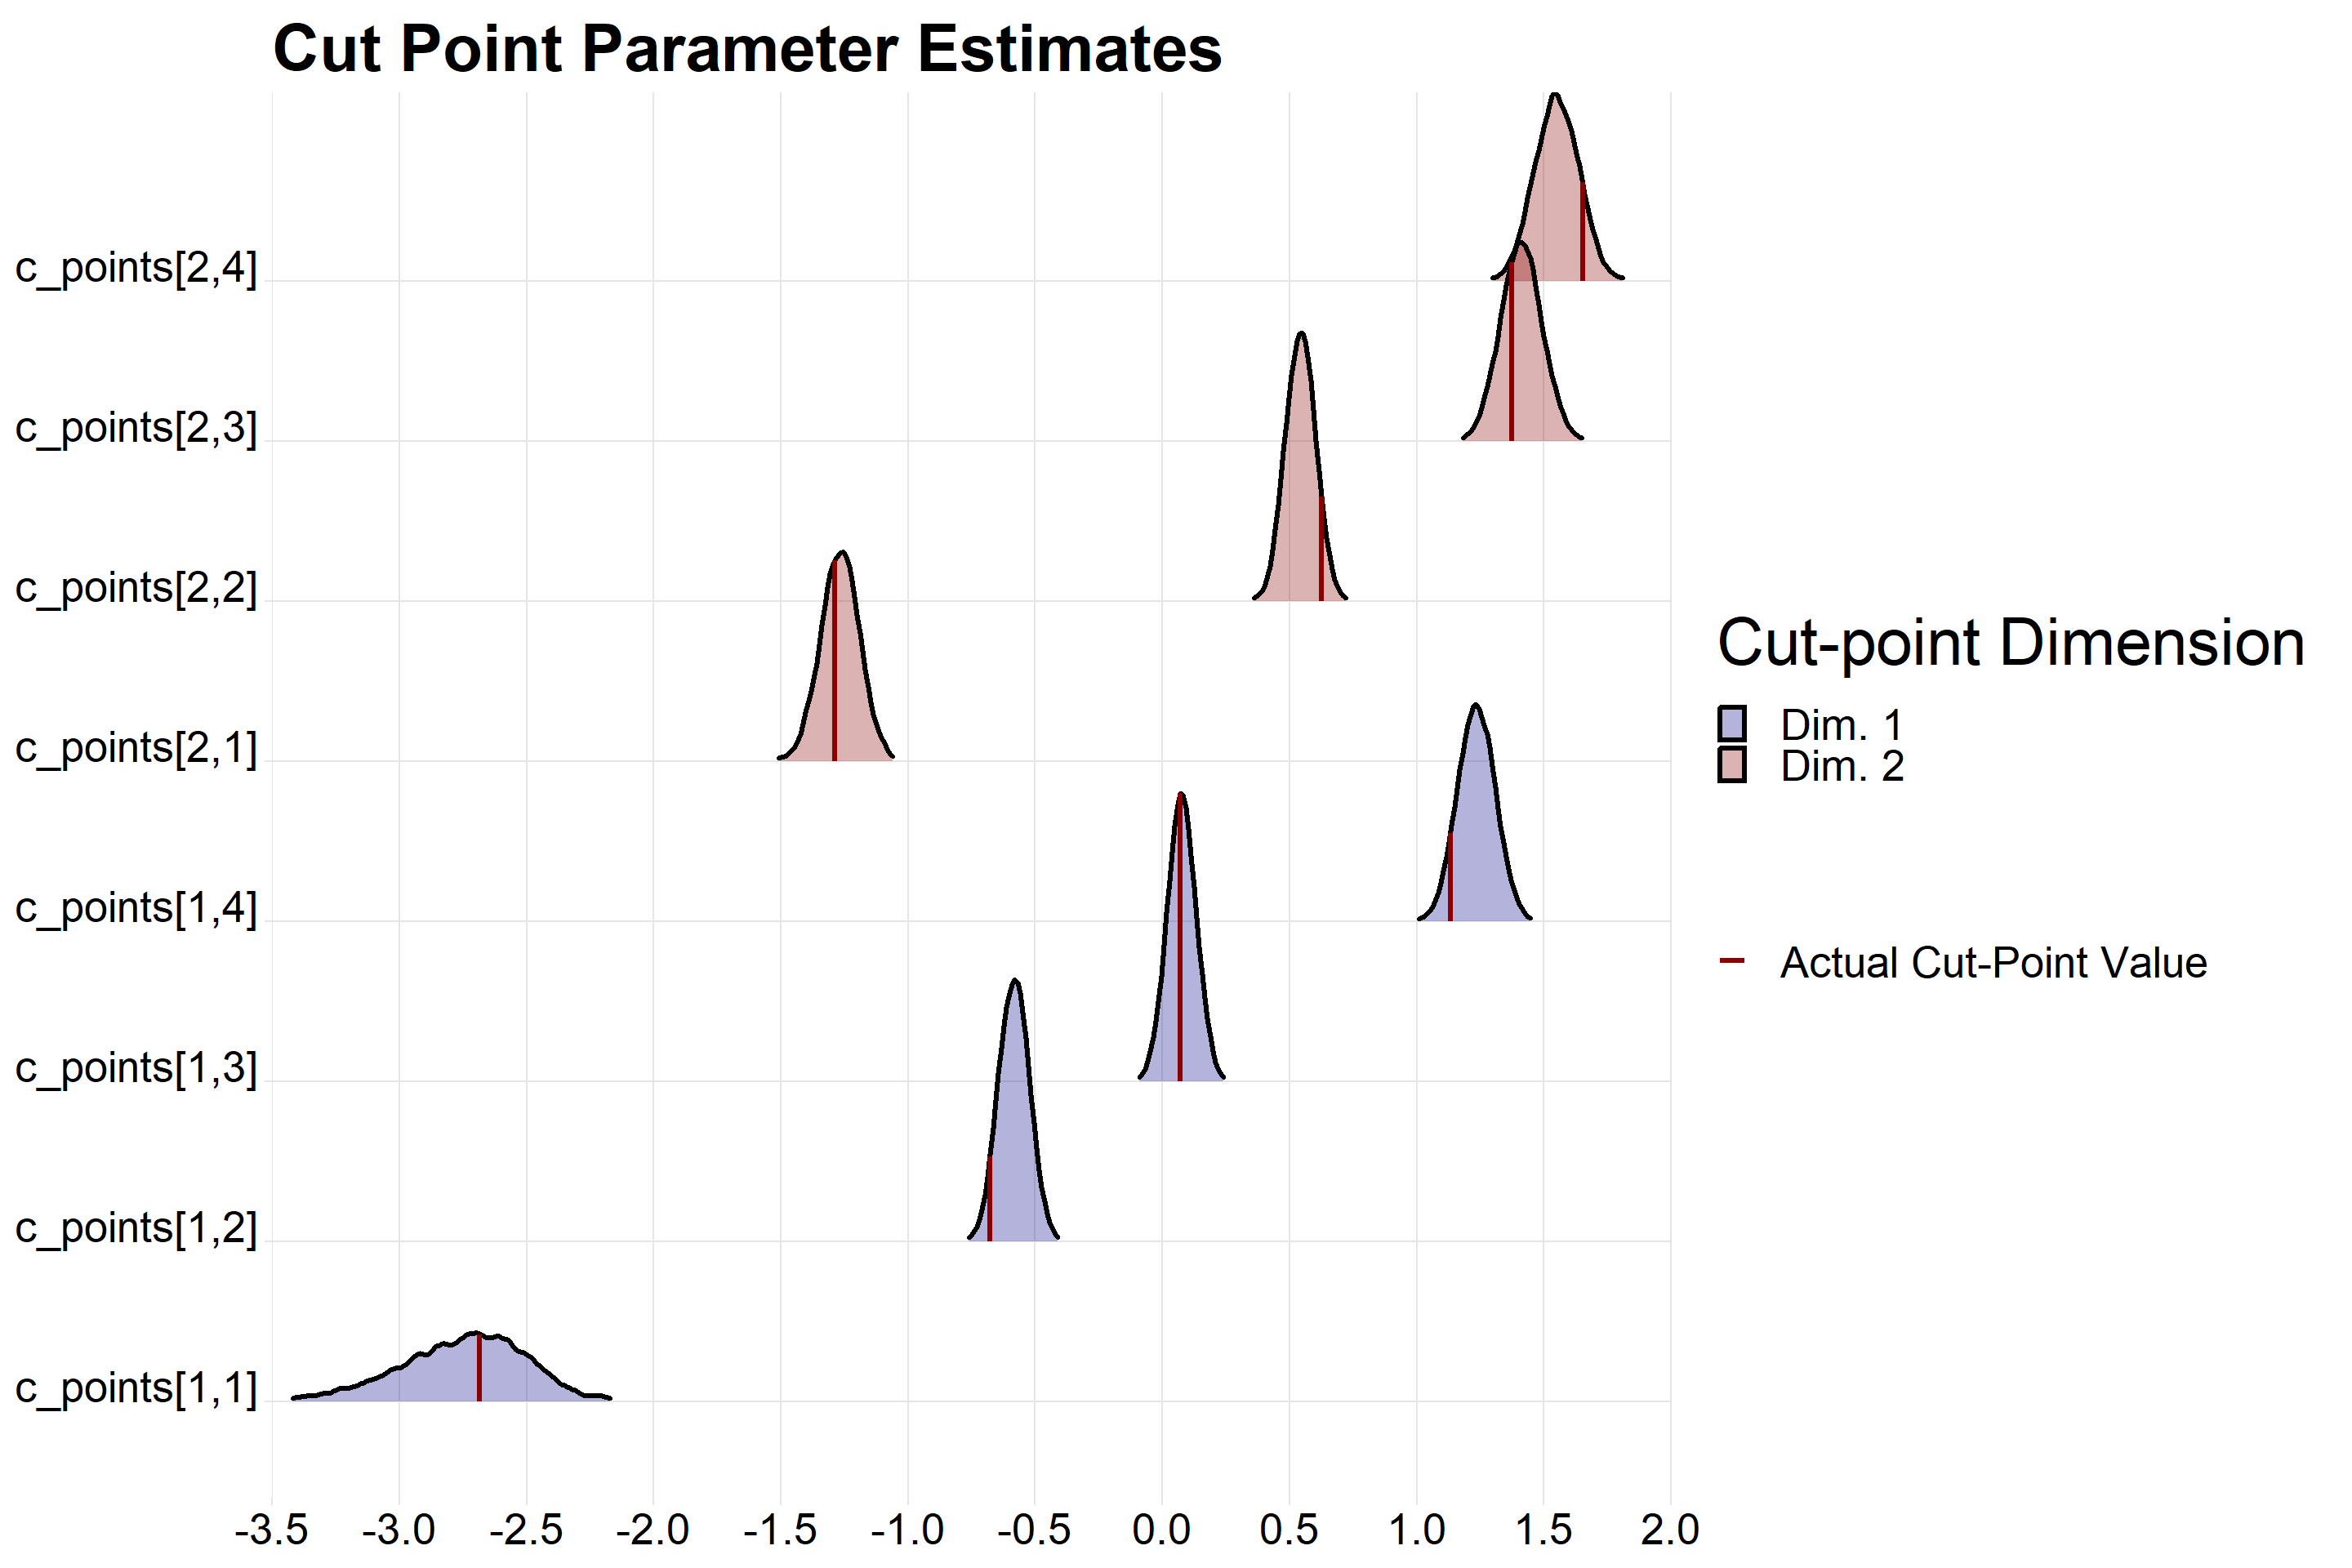 Cut Point Parameter Estimates
c_points[2,4]
c_points[2,3]
c_points[2,2]
c_points[2,1]
c_points[1,4]
c_points[1,3]
c_points[1,2]
c_points[1,1]
-3.5 -3.0 -2.5 -2.0 -1.5 -1.0 -0.5 0.0 0.5 1.0 1.5 2.0
Cut-point Dimension
Dim. 1
Dim. 2
Actual Cut-Point Value